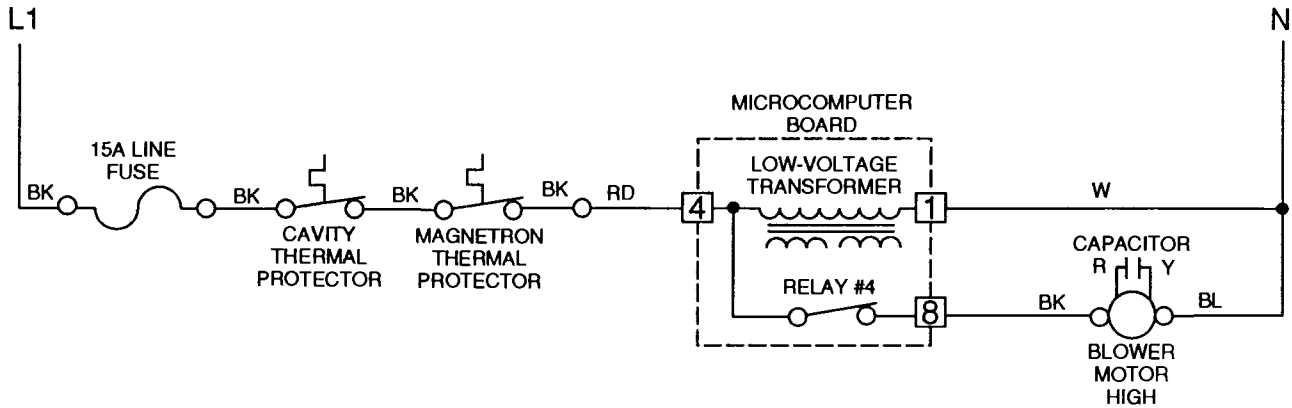 L1
N
MICROCOMPUTER
BOARD
15A LINE
FUSE
LOW-VOLTAGE
TRANSFORMER
BK
BK
BK
BK
RD
4
1
W
CAVITY
THERMAL
PROTECTOR
MAGNETRON
THERMAL
PROTECTOR
CAPACITOR
R
Y
RELAY #4
8
BK
BL
BLOWER
MOTOR
HIGH